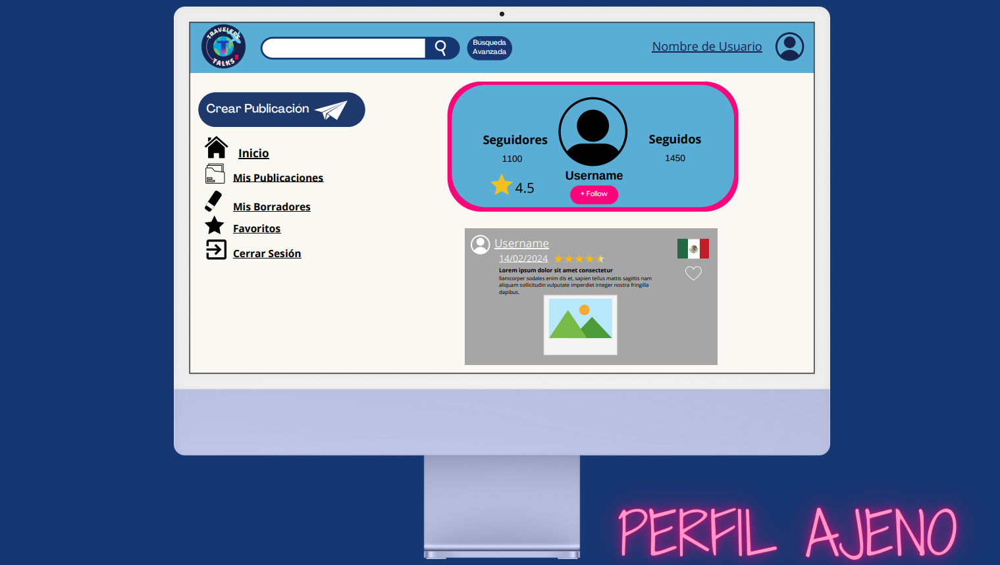 TRAVELERS
T
TALKS
Búsqueda
Avanzada
Nombre de Usuario
Crear Publicación
Inicio
Mis Publicaciones
Mis Borradores
Favoritos
Cerrar Sesión
Seguidores
1100
4.5
Username
+ Follow
Seguidos
1450
Username
14/02/2024
Lorem ipsum dolor sit amet consectetur
llamcorper sodales enim dis et, sapien tellus mattis sagittis nam
aliquam sollicitudin vulputate imperdiet integer nostra fringilla
dapibus.
PERFIL AJENO